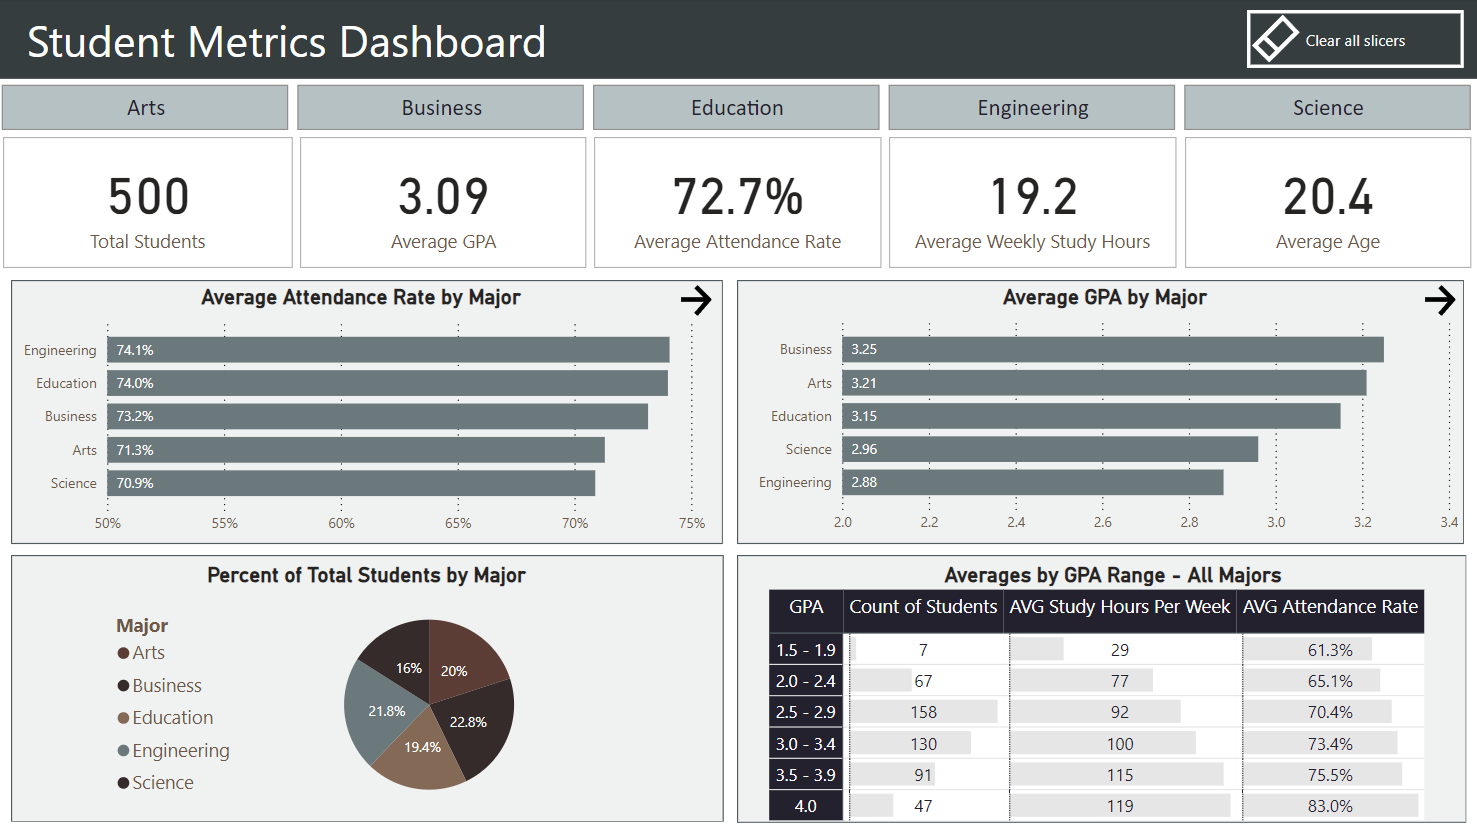 Student Metrics Dashboard
Clear all slicers
Arts
Business
Education
Engineering
Science
500
Total Students
3.09
Average GPA
72.7%
Average Attendance Rate
19.2
Average Weekly Study Hours
20.4
Average Age
Average Attendance Rate by Major
Engineering 74.1%
Education 74.0%
Business 73.2%
Arts 71.3%
Science 70.9%
50% 55% 60% 65% 70% 75%
Average GPA by Major
Business 3.25
Arts 3.21
Education 3.15
Science 2.96
Engineering 2.88
2.0 2.2 2.4 2.6 2.8 3.0 3.2 3.4
Percent of Total Students by Major
Major
Arts
Business
Education
Engineering
Science
16% 20%
21.8% 22.8%
19.4%
Averages by GPA Range - All Majors
GPA Count of Students AVG Study Hours Per Week AVG Attendance Rate
1.5 - 1.9 7 29 61.3%
2.0 - 2.4 67 77 65.1%
2.5 - 2.9 158 92 70.4%
3.0 - 3.4 130 100 73.4%
3.5 - 3.9 91 115 75.5%
4.0 47 119 83.0%